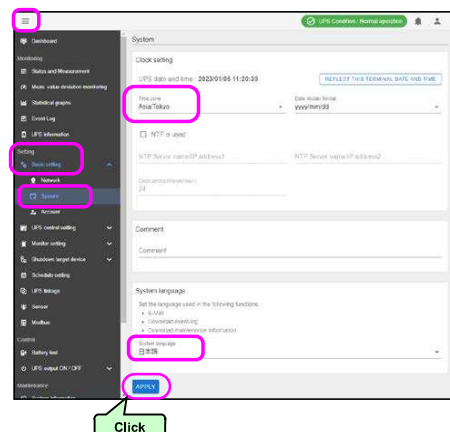 UPS Condition : Normal operation
Dashboard
System
Monitoring
Status and Measurement
Meas. value deviation monitoring
Statistical graphs
Event Log
UPS information
Setting
Basic setting
Network
System
Account
UPS control setting
Monitor setting
Shutdown target device
Schedule setting
UPS linkage
Sensor
Modbus
Control
Battery test
UPS output ON / OFF
Maintenance
System information
Clock setting
UPS date and time : 2023/01/06 11:20:39
REFLECT THIS TERMINAL DATE AND TIME
Time zone
Asia/Tokyo
Date display format
yyyy/mm/dd
NTP is used
NTP Server name/IP address1
NTP Server name/IP address2
24
Comment
Comment
System language
Set the language used in the following functions.
E-Mail
Download event log
Download maintenance information
System language
日本語
APPLY
Click